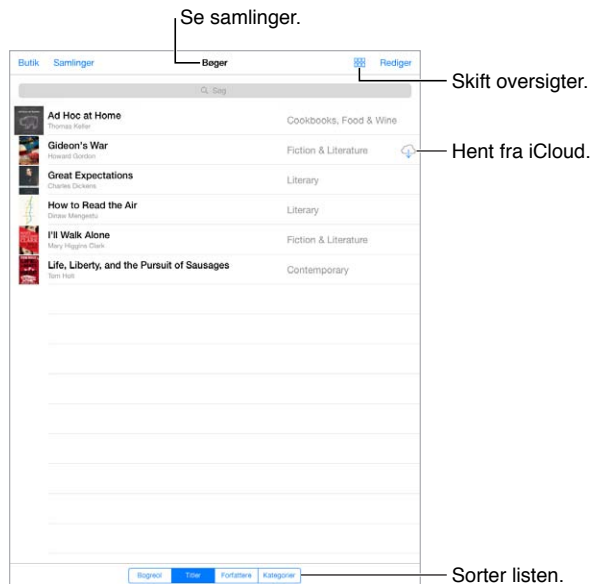 Se samlinger.
Butik Samlinger Bøger Rediger
Skift oversigter.
Søg
Ad Hoc at Home
Thomas Keller
Cookbooks, Food & Wine
Gideon's War
Howard Gordon
Fiction & Literature
Hent fra iCloud.
Great Expectations
Charles Dickens
Literary
How to Read the Air
Dinaw Mengestu
Literary
I'll Walk Alone
Mary Higgins Clark
Fiction & Literature
Life, Liberty, and the Pursuit of Sausages
Tom Holt
Contemporary
Bogreol Titler Forfattere Kategorier
Sorter listen.